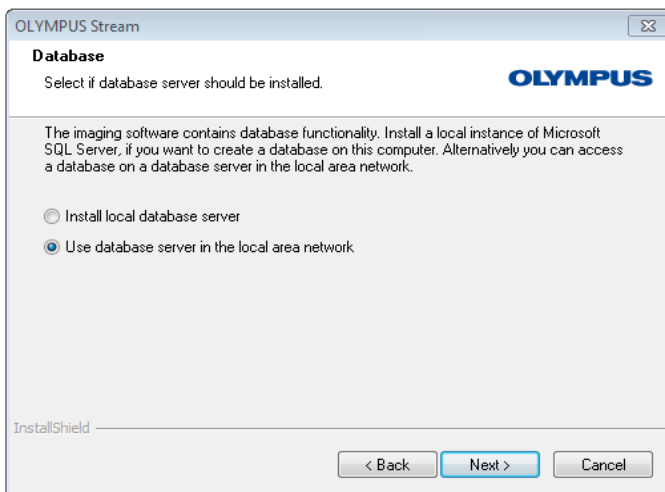 OLYMPUS Stream
Database
Select if database server should be installed.
OLYMPUS
The imaging software contains database functionality. Install a local instance of Microsoft
SQL Server, if you want to create a database on this computer. Alternatively you can access
a database on a database server in the local area network.
Install local database server
Use database server in the local area network
InstallShield
< Back
Next >
Cancel